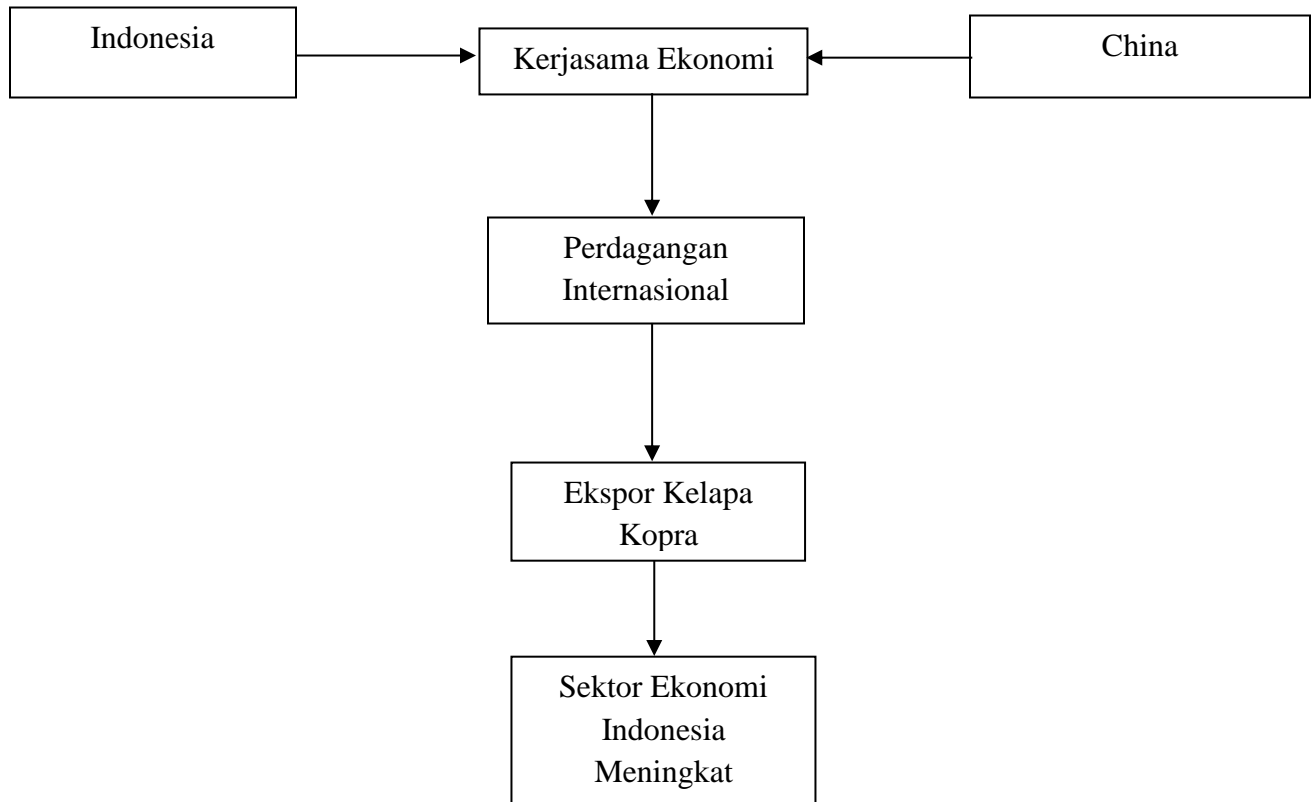 Indonesia
Kerjasama Ekonomi
China
Perdagangan
Internasional
Ekspor Kelapa
Kopra
Sektor Ekonomi
Indonesia
Meningkat